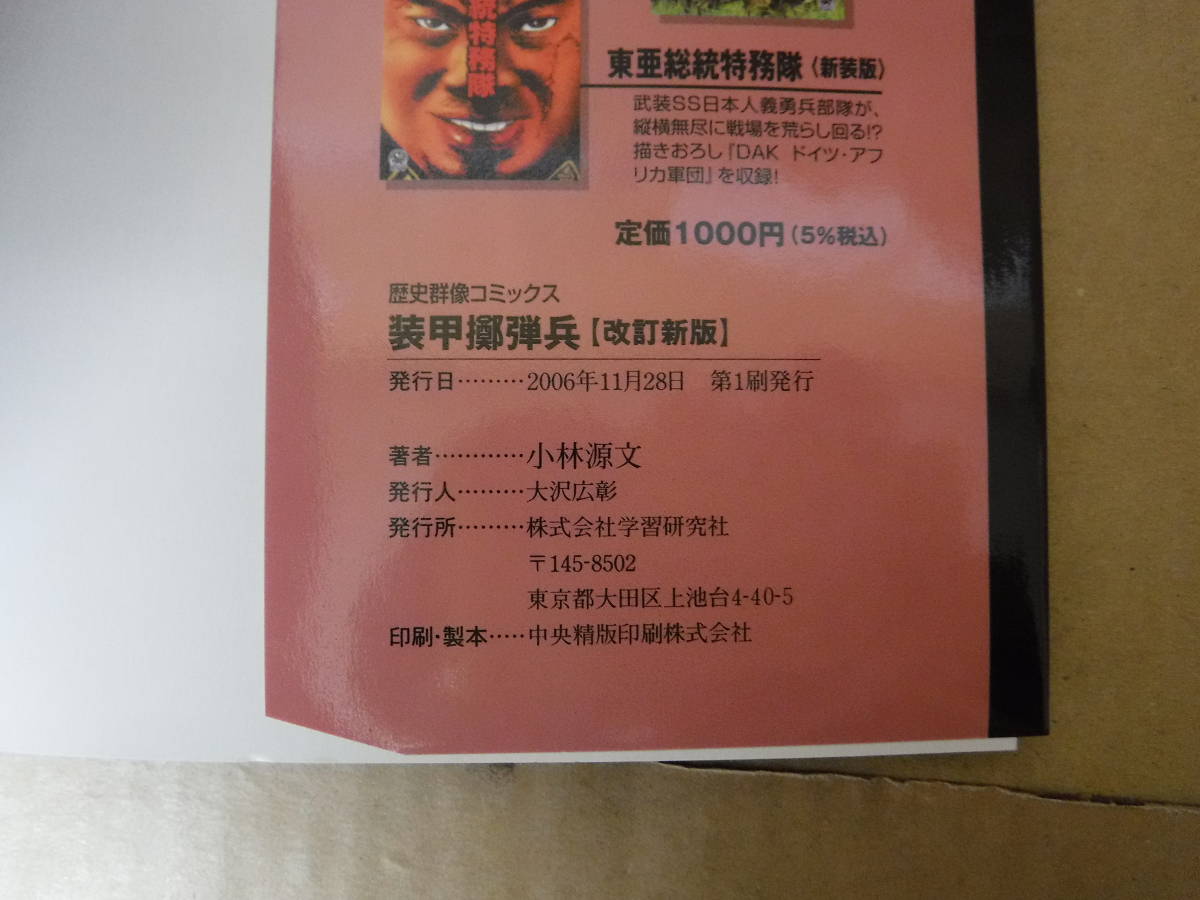 統特務隊
東亜総統特務隊〈新装版〉
武装SS日本人義勇兵部隊が、
縦横無尽に戦場を荒らし回る!?
描きおろし『DAK ドイツ・アフ
リカ軍団』を収録!
定価1000円(5%税込)
歴史群像コミックス
装甲擲弾兵【改訂新版】
発行日………2006年11月28日 第1刷発行
著者…………小林源文
発行人………大沢広彰
発行所………株式会社学習研究社
〒145-8502
東京都大田区上池台4-40-5
印刷・製本……中央精版印刷株式会社